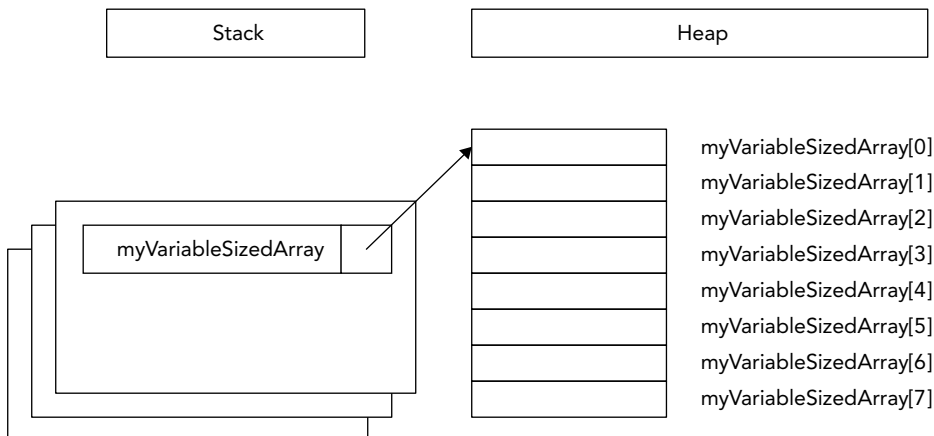 Stack
Heap
myVariableSizedArray
myVariableSizedArray[0]
myVariableSizedArray[1]
myVariableSizedArray[2]
myVariableSizedArray[3]
myVariableSizedArray[4]
myVariableSizedArray[5]
myVariableSizedArray[6]
myVariableSizedArray[7]